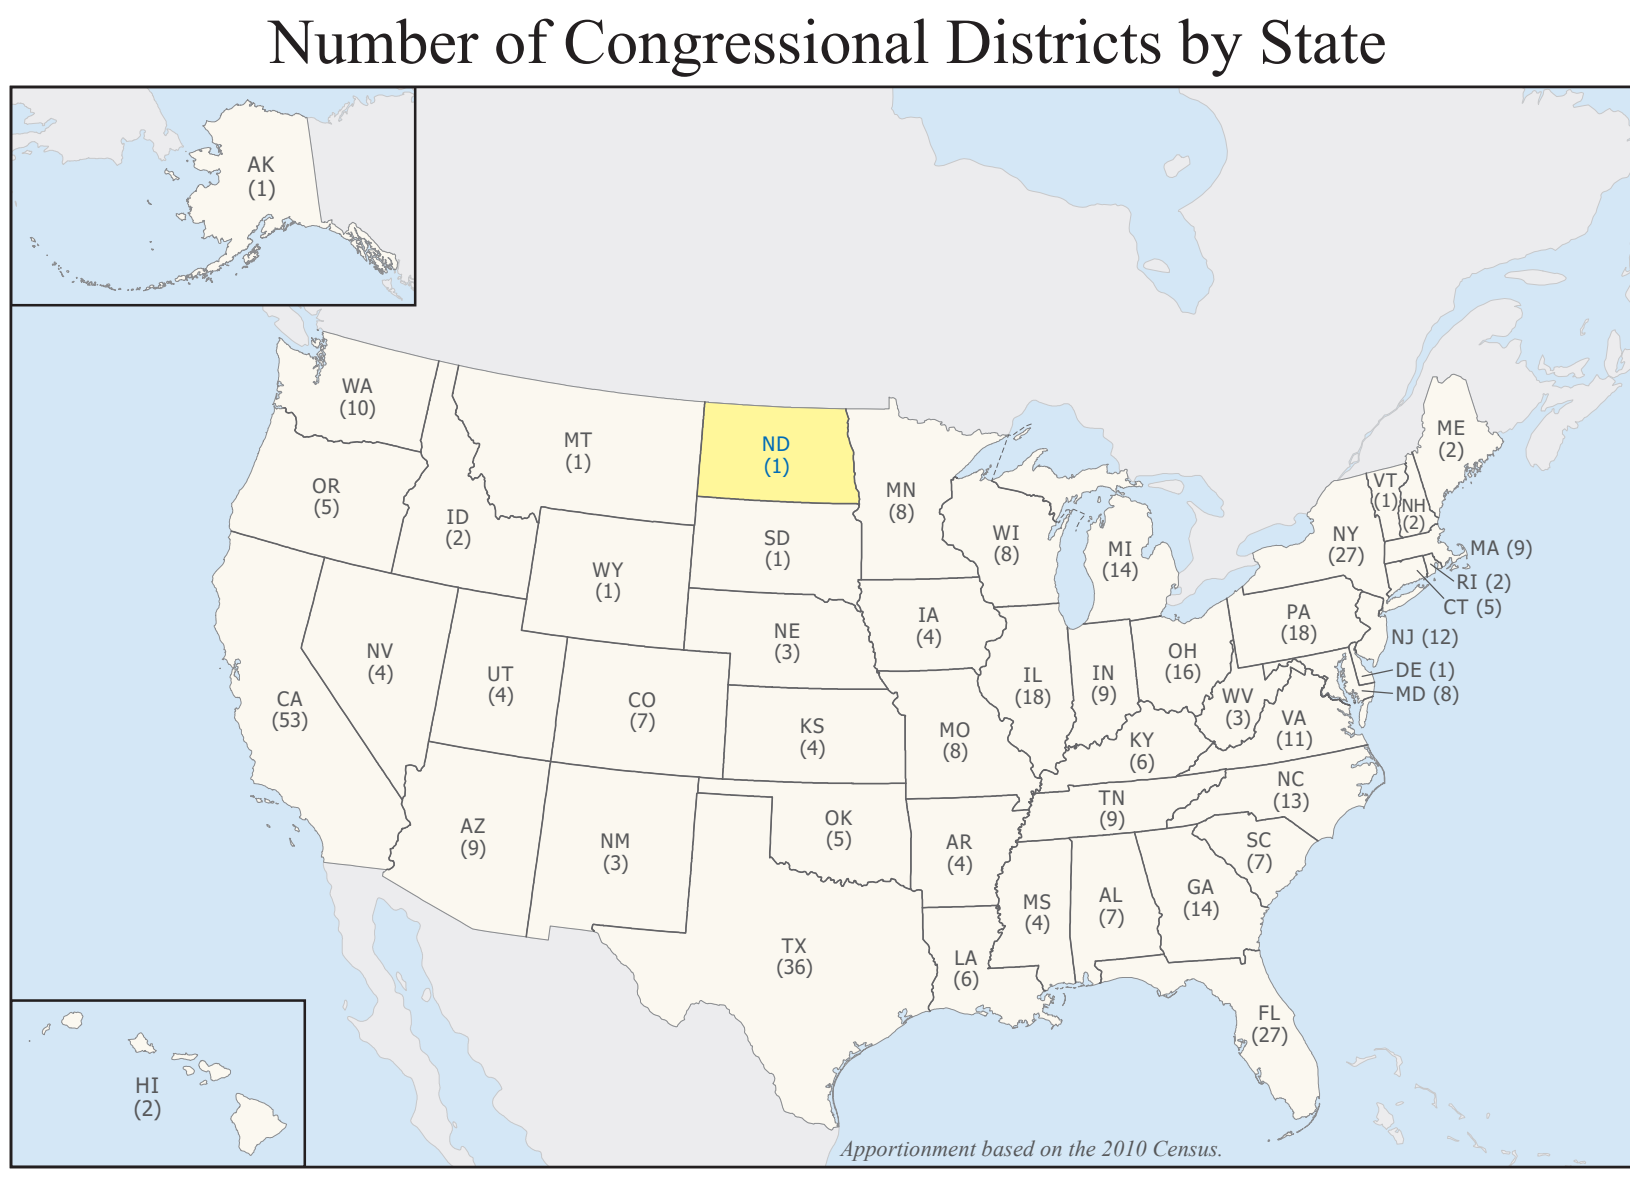 Number of Congressional Districts by State
AK
(1)
WA
(10)
MT
(1)
ND
(1)
ME
(2)
OR
(5)
ID
(2)
MN
(8)
VT
(1)
NH
(2)
SD
(1)
WI
(8)
MI
(14)
NY
(27)
MA (9)
RI (2)
CT (5)
WY
(1)
IA
(4)
PA
(18)
NJ (12)
NE
(3)
NV
(4)
UT
(4)
CO
(7)
IL
(18)
IN
(9)
OH
(16)
DE (1)
MD (8)
CA
(53)
WV
(3)
VA
(11)
KS
(4)
MO
(8)
KY
(6)
NC
(13)
TN
(9)
AZ
(9)
NM
(3)
OK
(5)
AR
(4)
SC
(7)
MS
(4)
AL
(7)
GA
(14)
TX
(36)
LA
(6)
FL
(27)
HI
(2)
Apportionment based on the 2010 Census.